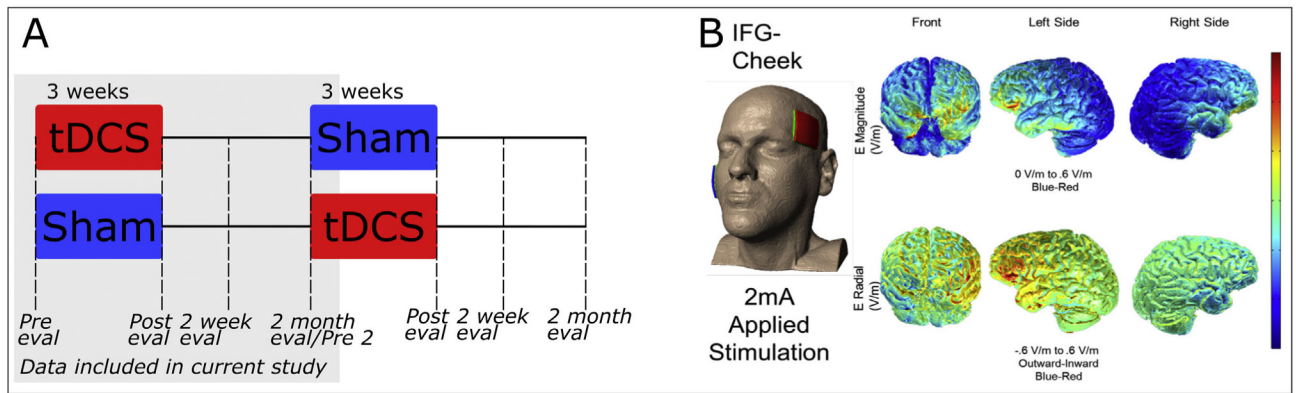 A
3 weeks
3 weeks
tDCS
Sham
Sham
tDCS
Pre
eval
Post
eval
2 week
eval
2 month
eval/Pre 2
Post
eval
2 week
eval
2 month
eval
Data included in current study
B
IFG-
Cheek
2mA
Applied
Stimulation
Front
Left Side
Right Side
E Magnitude
(V/m)
0 V/m to .6 V/m
Blue-Red
E Radial
(V/m)
-.6 V/m to .6 V/m
Outward-Inward
Blue-Red